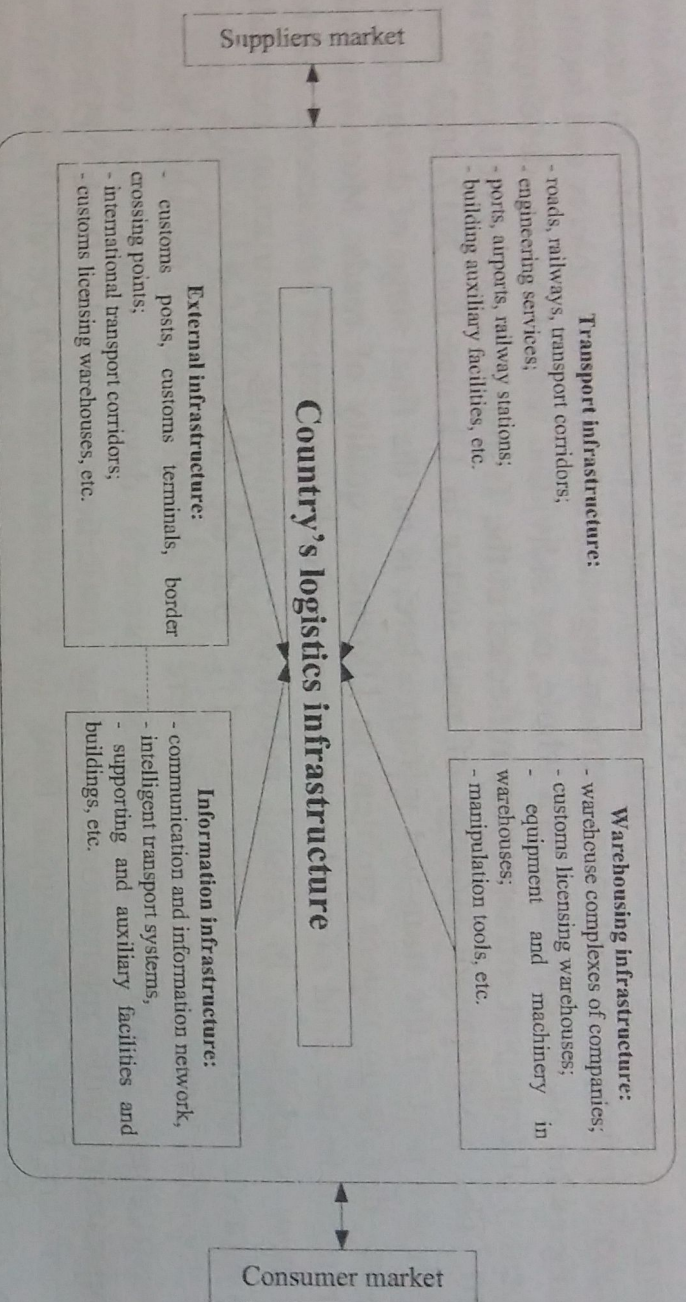 Suppliers market
Transport infrastructure:
- roads, railways, transport corridors;
- engineering services;
- ports, airports, railway stations;
- building auxiliary facilities, etc.
Warehousing infrastructure:
- warehouse complexes of companies;
- customs licensing warehouses;
- equipment and machinery in
warehouses;
- manipulation tools, etc.
Country's logistics infrastructure
External infrastructure:
- customs posts, customs terminals, border
crossing points;
- international transport corridors;
- customs licensing warehouses, etc.
Information infrastructure:
- communication and information network,
- intelligent transport systems,
- supporting and auxiliary facilities and
buildings, etc.
Consumer market